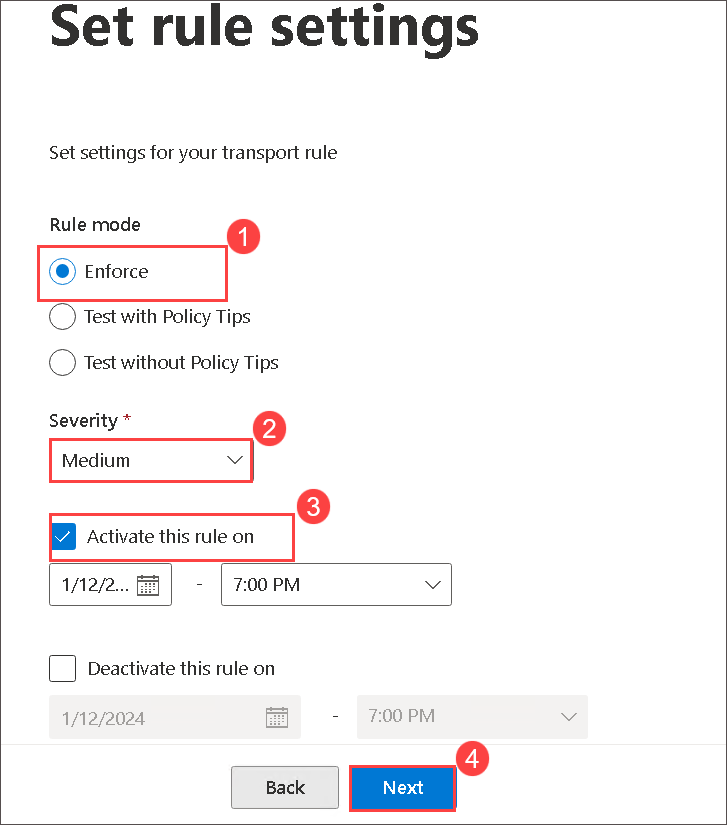 Set rule settings
Set settings for your transport rule
Rule mode
1
Enforce
Test with Policy Tips
Test without Policy Tips
Severity *
2
Medium
3
Activate this rule on
1/12/2... - 7:00 PM
Deactivate this rule on
1/12/2024 - 7:00 PM
4
Back Next